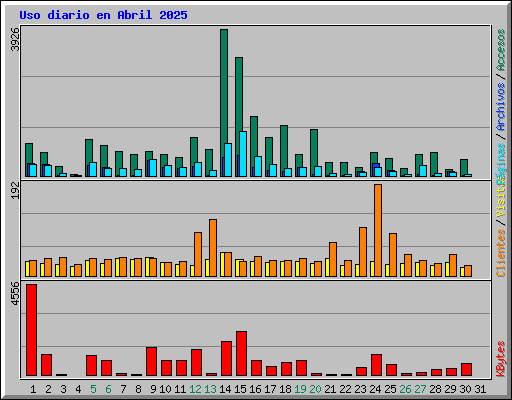 Uso diario en Abril 2025
3926
192
4556
Accesos / Archivos / Páginas
Clientes / Visitas
KBytes
1 2 3 4 5 6 7 8 9 10 11 12 13 14 15 16 17 18 19 20 21 22 23 24 25 26 27 28 29 30 31